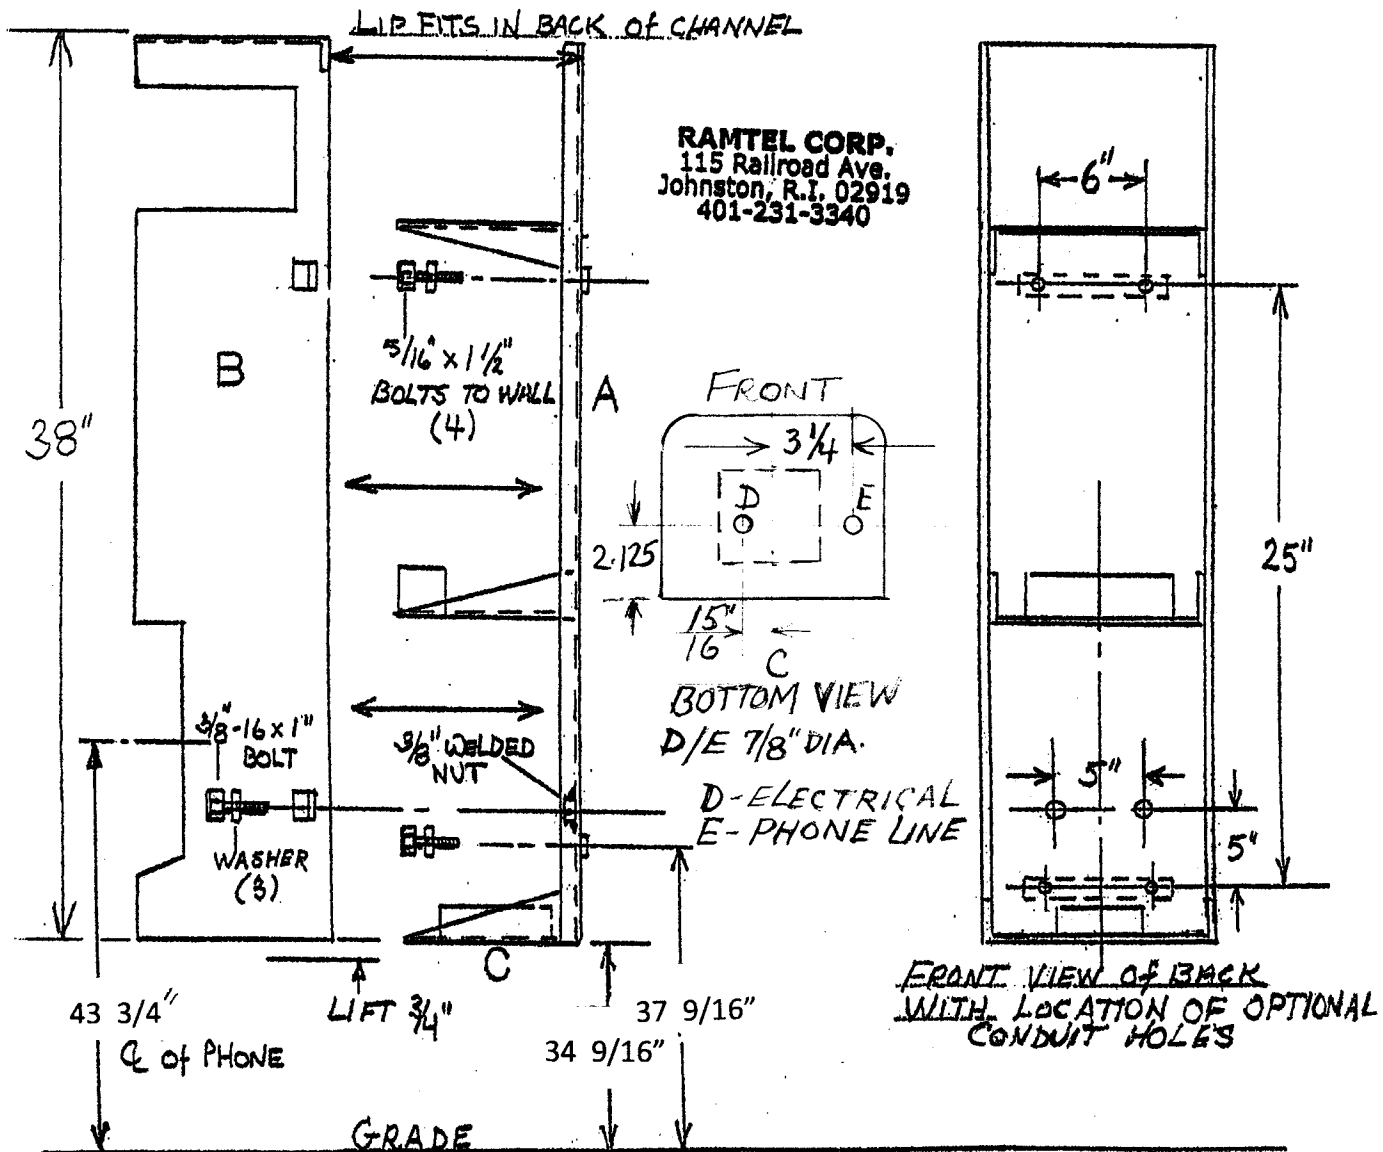 LIP FITS IN BACK Of CHANNEL
RAMTEL CORP.
115 Railroad Ave.
Johnston, R.I. 02919
401-231-3340
6"
B
5/16" x 1 1/2"
BOLTS TO WALL
(4)
A
38"
FRONT
3 1/4
D
E
2.125
15"
16
C
BOTTOM VIEW
D/E 7/8" DIA.
D-ELECTRICAL
E-PHONE LINE
25"
3/8"-16 x 1"
BOLT
3/8" WELDED
NUT
WASHER
(3)
5"
5"
C
LIFT 3/4"
43 3/4"
℄ Of PHONE
37 9/16"
34 9/16"
FRONT VIEW Of BACK
WITH LOCATION OF OPTIONAL
CONDUIT HOLES
GRADE